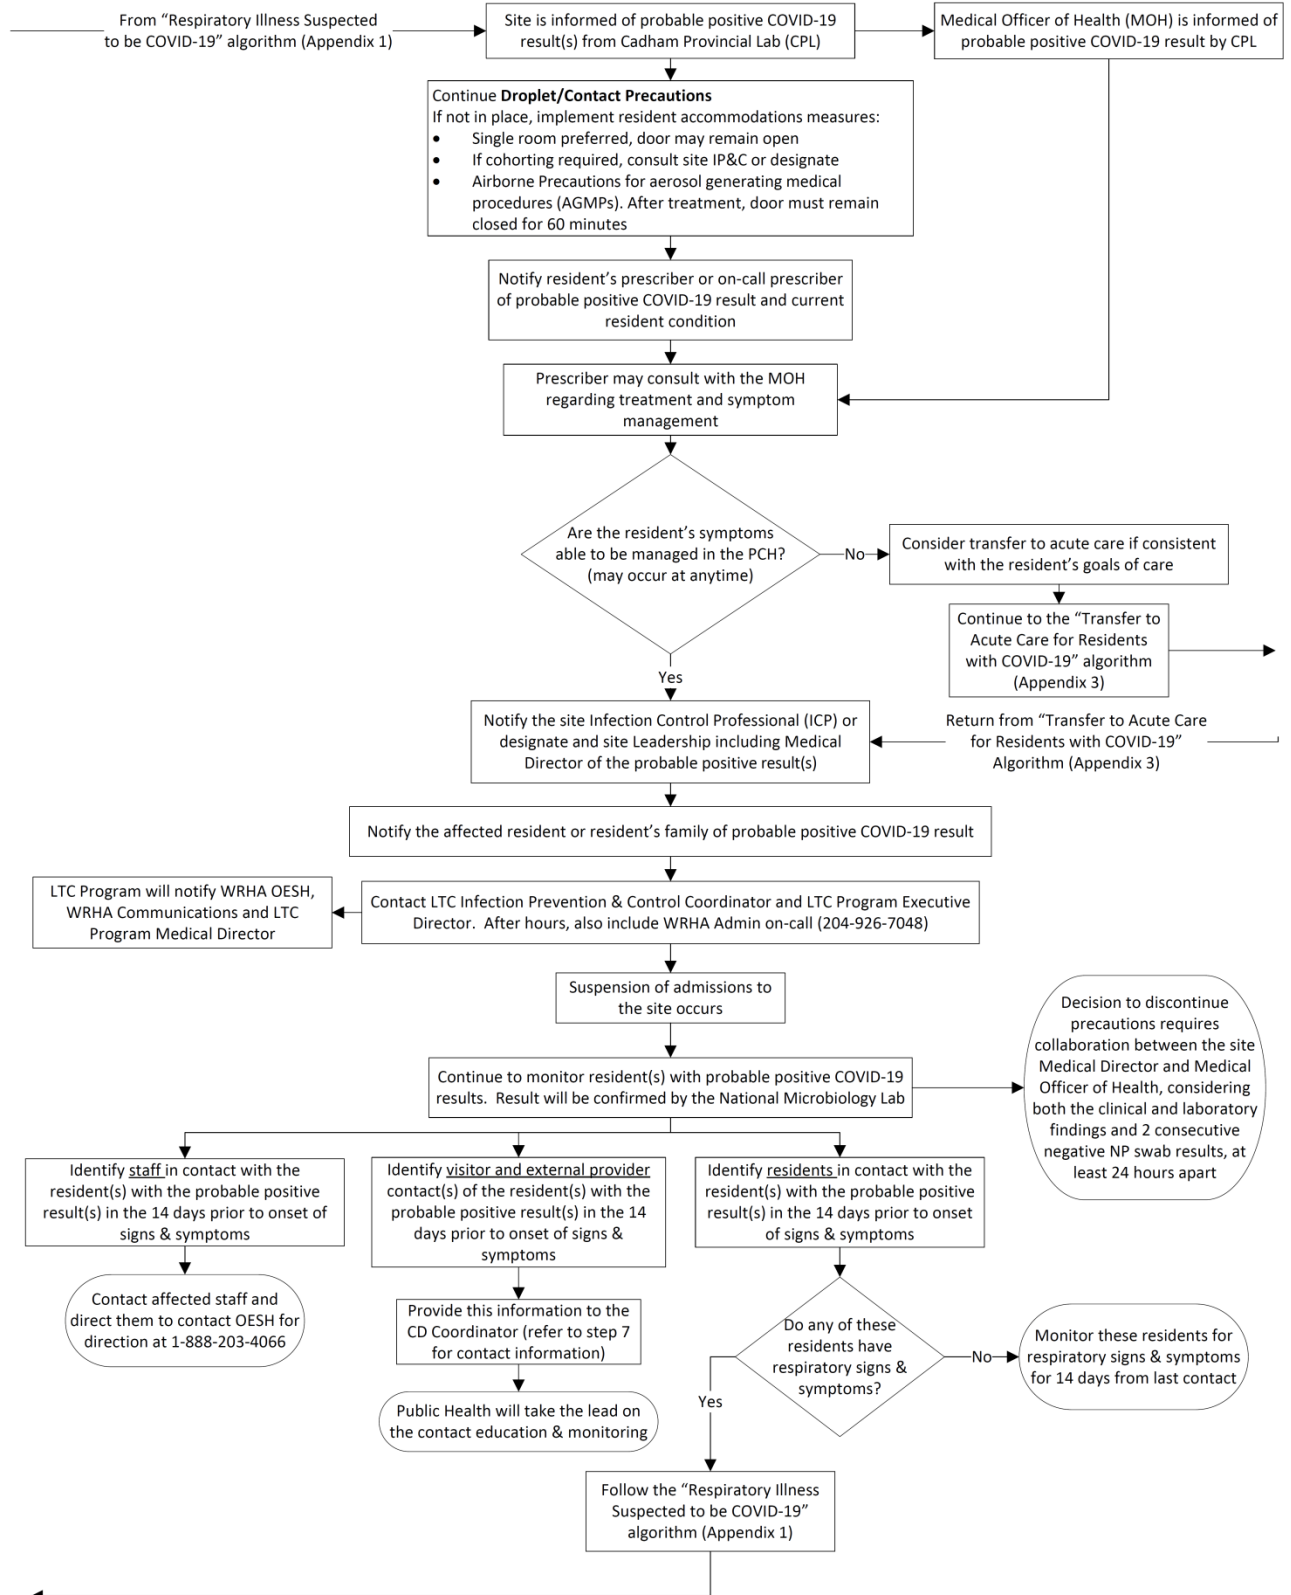 From “Respiratory Illness Suspected
to be COVID-19” algorithm (Appendix 1)
Site is informed of probable positive COVID-19
result(s) from Cadham Provincial Lab (CPL)
Medical Officer of Health (MOH) is informed of
probable positive COVID-19 result by CPL
Continue Droplet/Contact Precautions
If not in place, implement resident accommodations measures:
• Single room preferred, door may remain open
• If cohorting required, consult site IP&C or designate
• Airborne Precautions for aerosol generating medical
procedures (AGMPs). After treatment, door must remain
closed for 60 minutes
Notify resident’s prescriber or on-call prescriber
of probable positive COVID-19 result and current
resident condition
Prescriber may consult with the MOH
regarding treatment and symptom
management
Are the resident’s symptoms
able to be managed in the PCH?
(may occur at anytime)
No
Consider transfer to acute care if consistent
with the resident’s goals of care
Continue to the “Transfer to
Acute Care for Residents
with COVID-19” algorithm
(Appendix 3)
Yes
Notify the site Infection Control Professional (ICP) or
designate and site Leadership including Medical
Director of the probable positive result(s)
Return from “Transfer to Acute Care
for Residents with COVID-19”
Algorithm (Appendix 3)
Notify the affected resident or resident’s family of probable positive COVID-19 result
LTC Program will notify WRHA OESH,
WRHA Communications and LTC
Program Medical Director
Contact LTC Infection Prevention & Control Coordinator and LTC Program Executive
Director.  After hours, also include WRHA Admin on-call (204-926-7048)
Suspension of admissions to
the site occurs
Continue to monitor resident(s) with probable positive COVID-19
results.  Result will be confirmed by the National Microbiology Lab
Decision to discontinue
precautions requires
collaboration between the site
Medical Director and Medical
Officer of Health, considering
both the clinical and laboratory
findings and 2 consecutive
negative NP swab results, at
least 24 hours apart
Identify staff in contact with the
resident(s) with the probable positive
result(s) in the 14 days prior to onset of
signs & symptoms
Identify visitor and external provider
contact(s) of the resident(s) with the
probable positive result(s) in the 14
days prior to onset of signs &
symptoms
Identify residents in contact with the
resident(s) with the probable positive
result(s) in the 14 days prior to onset
of signs & symptoms
Contact affected staff and
direct them to contact OESH for
direction at 1-888-203-4066
Provide this information to the
CD Coordinator (refer to step 7
for contact information)
Public Health will take the lead on
the contact education & monitoring
Do any of these
residents have
respiratory signs &
symptoms?
No
Monitor these residents for
respiratory signs & symptoms
for 14 days from last contact
Yes
Follow the “Respiratory Illness
Suspected to be COVID-19”
algorithm (Appendix 1)